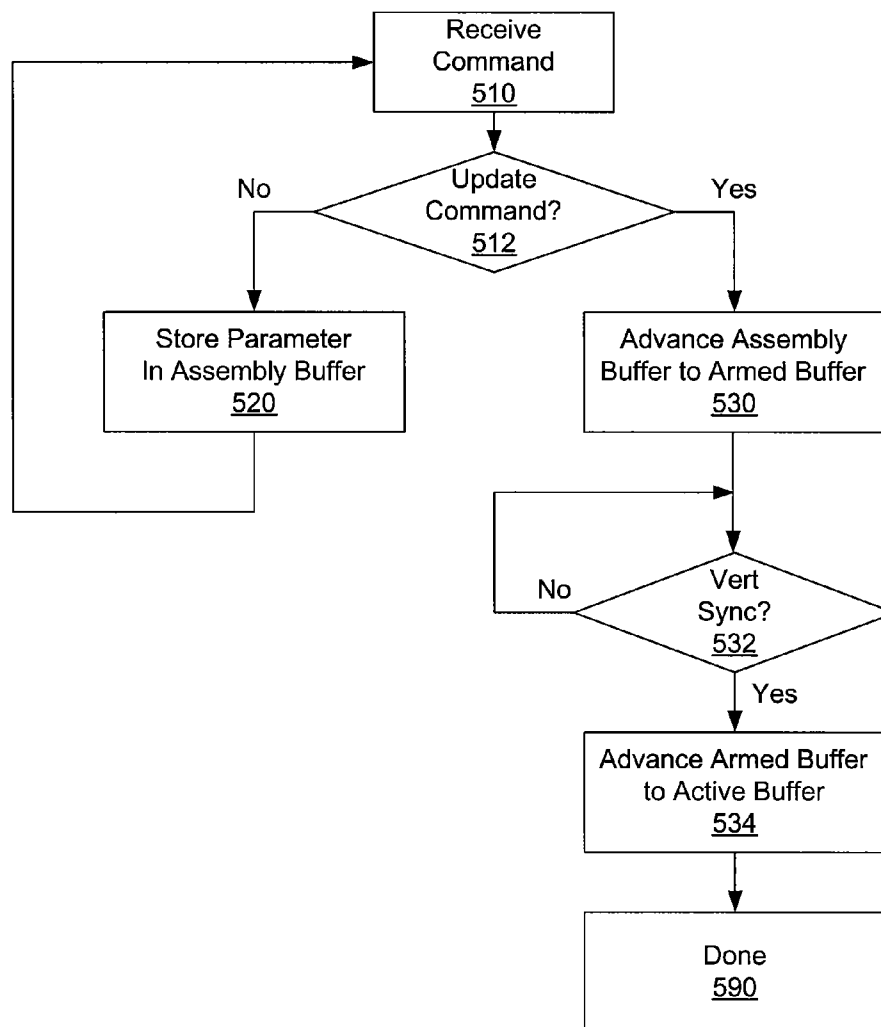 Receive
Command
510
Update
Command?
512
No
Yes
Store Parameter
In Assembly Buffer
520
Advance Assembly
Buffer to Armed Buffer
530
Vert
Sync?
532
No
Yes
Advance Armed Buffer
to Active Buffer
534
Done
590